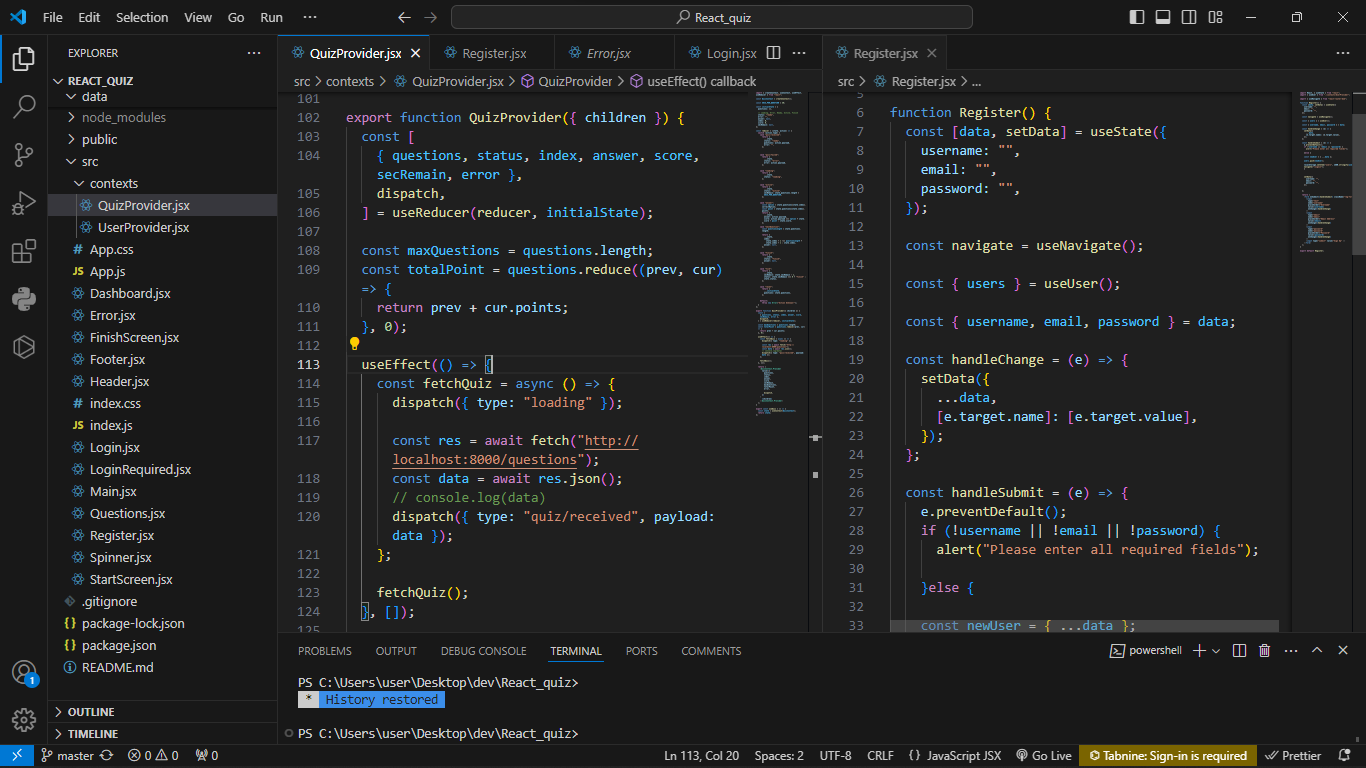 File Edit Selection View Go Run ···
React_quiz
EXPLORER ···
REACT_QUIZ
data
node_modules
public
src
contexts
QuizProvider.jsx
UserProvider.jsx
# App.css
JS App.js
Dashboard.jsx
Error.jsx
FinishScreen.jsx
Footer.jsx
Header.jsx
# index.css
JS index.js
Login.jsx
LoginRequired.jsx
Main.jsx
Questions.jsx
Register.jsx
Spinner.jsx
StartScreen.jsx
.gitignore
{} package-lock.json
{} package.json
README.md
OUTLINE
TIMELINE
1
QuizProvider.jsx Register.jsx Error.jsx Login.jsx ···
src > contexts > QuizProvider.jsx > QuizProvider > useEffect() callback
101
102 export function QuizProvider({ children }) {
103 const [
104 { questions, status, index, answer, score,
secRemain, error },
105 dispatch,
106 ] = useReducer(reducer, initialState);
107
108 const maxQuestions = questions.length;
109 const totalPoint = questions.reduce((prev, cur)
=> {
110 return prev + cur.points;
111 }, 0);
112
113 useEffect(() => {
114 const fetchQuiz = async () => {
115 dispatch({ type: "loading" });
116
117 const res = await fetch("http://
localhost:8000/questions");
118 const data = await res.json();
119 // console.log(data)
120 dispatch({ type: "quiz/received", payload:
data });
121 };
122
123 fetchQuiz();
124 }, []);
125
Register.jsx ···
src > Register.jsx > ...
5
6 function Register() {
7 const [data, setData] = useState({
8 username: "",
9 email: "",
10 password: "",
11 });
12
13 const navigate = useNavigate();
14
15 const { users } = useUser();
16
17 const { username, email, password } = data;
18
19 const handleChange = (e) => {
20 setData({
21 ...data,
22 [e.target.name]: [e.target.value],
23 });
24 };
25
26 const handleSubmit = (e) => {
27 e.preventDefault();
28 if (!username || !email || !password) {
29 alert("Please enter all required fields");
30
31 }else {
32
33 const newUser = { ...data };
PROBLEMS OUTPUT DEBUG CONSOLE TERMINAL PORTS COMMENTS
powershell
PS C:\Users\user\Desktop\dev\React_quiz>
* History restored
PS C:\Users\user\Desktop\dev\React_quiz>
master 0 0 0 Ln 113, Col 20 Spaces: 2 UTF-8 CRLF {} JavaScript JSX Go Live Tabnine: Sign-in is required Prettier